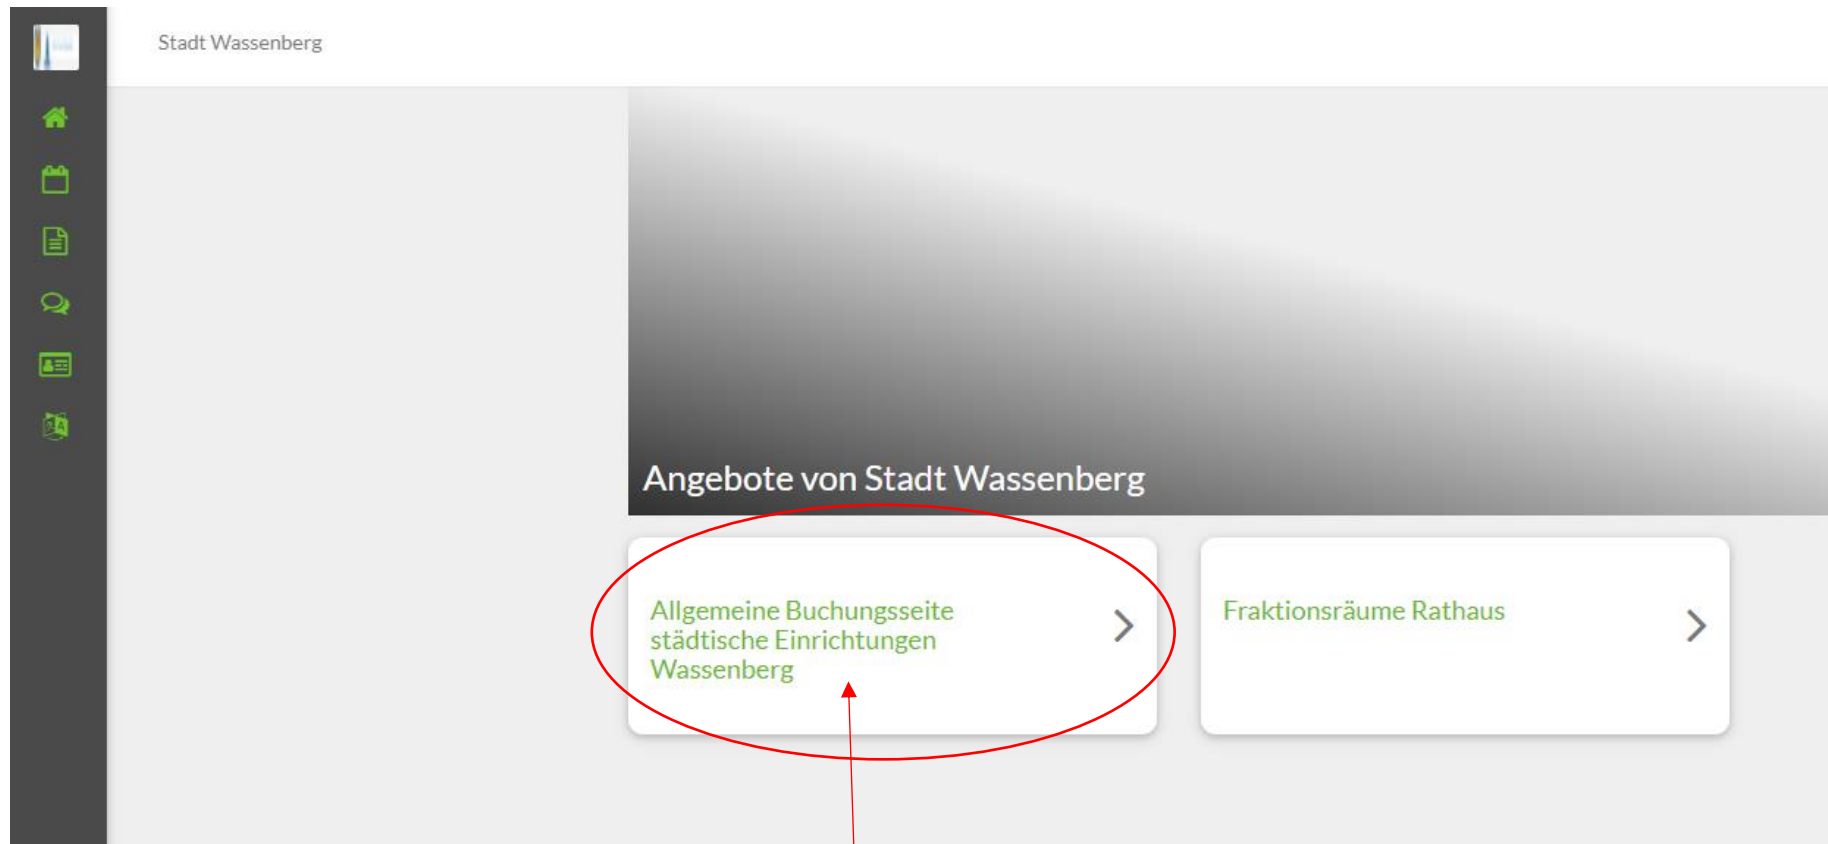 Stadt Wassenberg
Angebote von Stadt Wassenberg
Allgemeine Buchungsseite
städtische Einrichtungen
Wassenberg
Fraktionsräume Rathaus